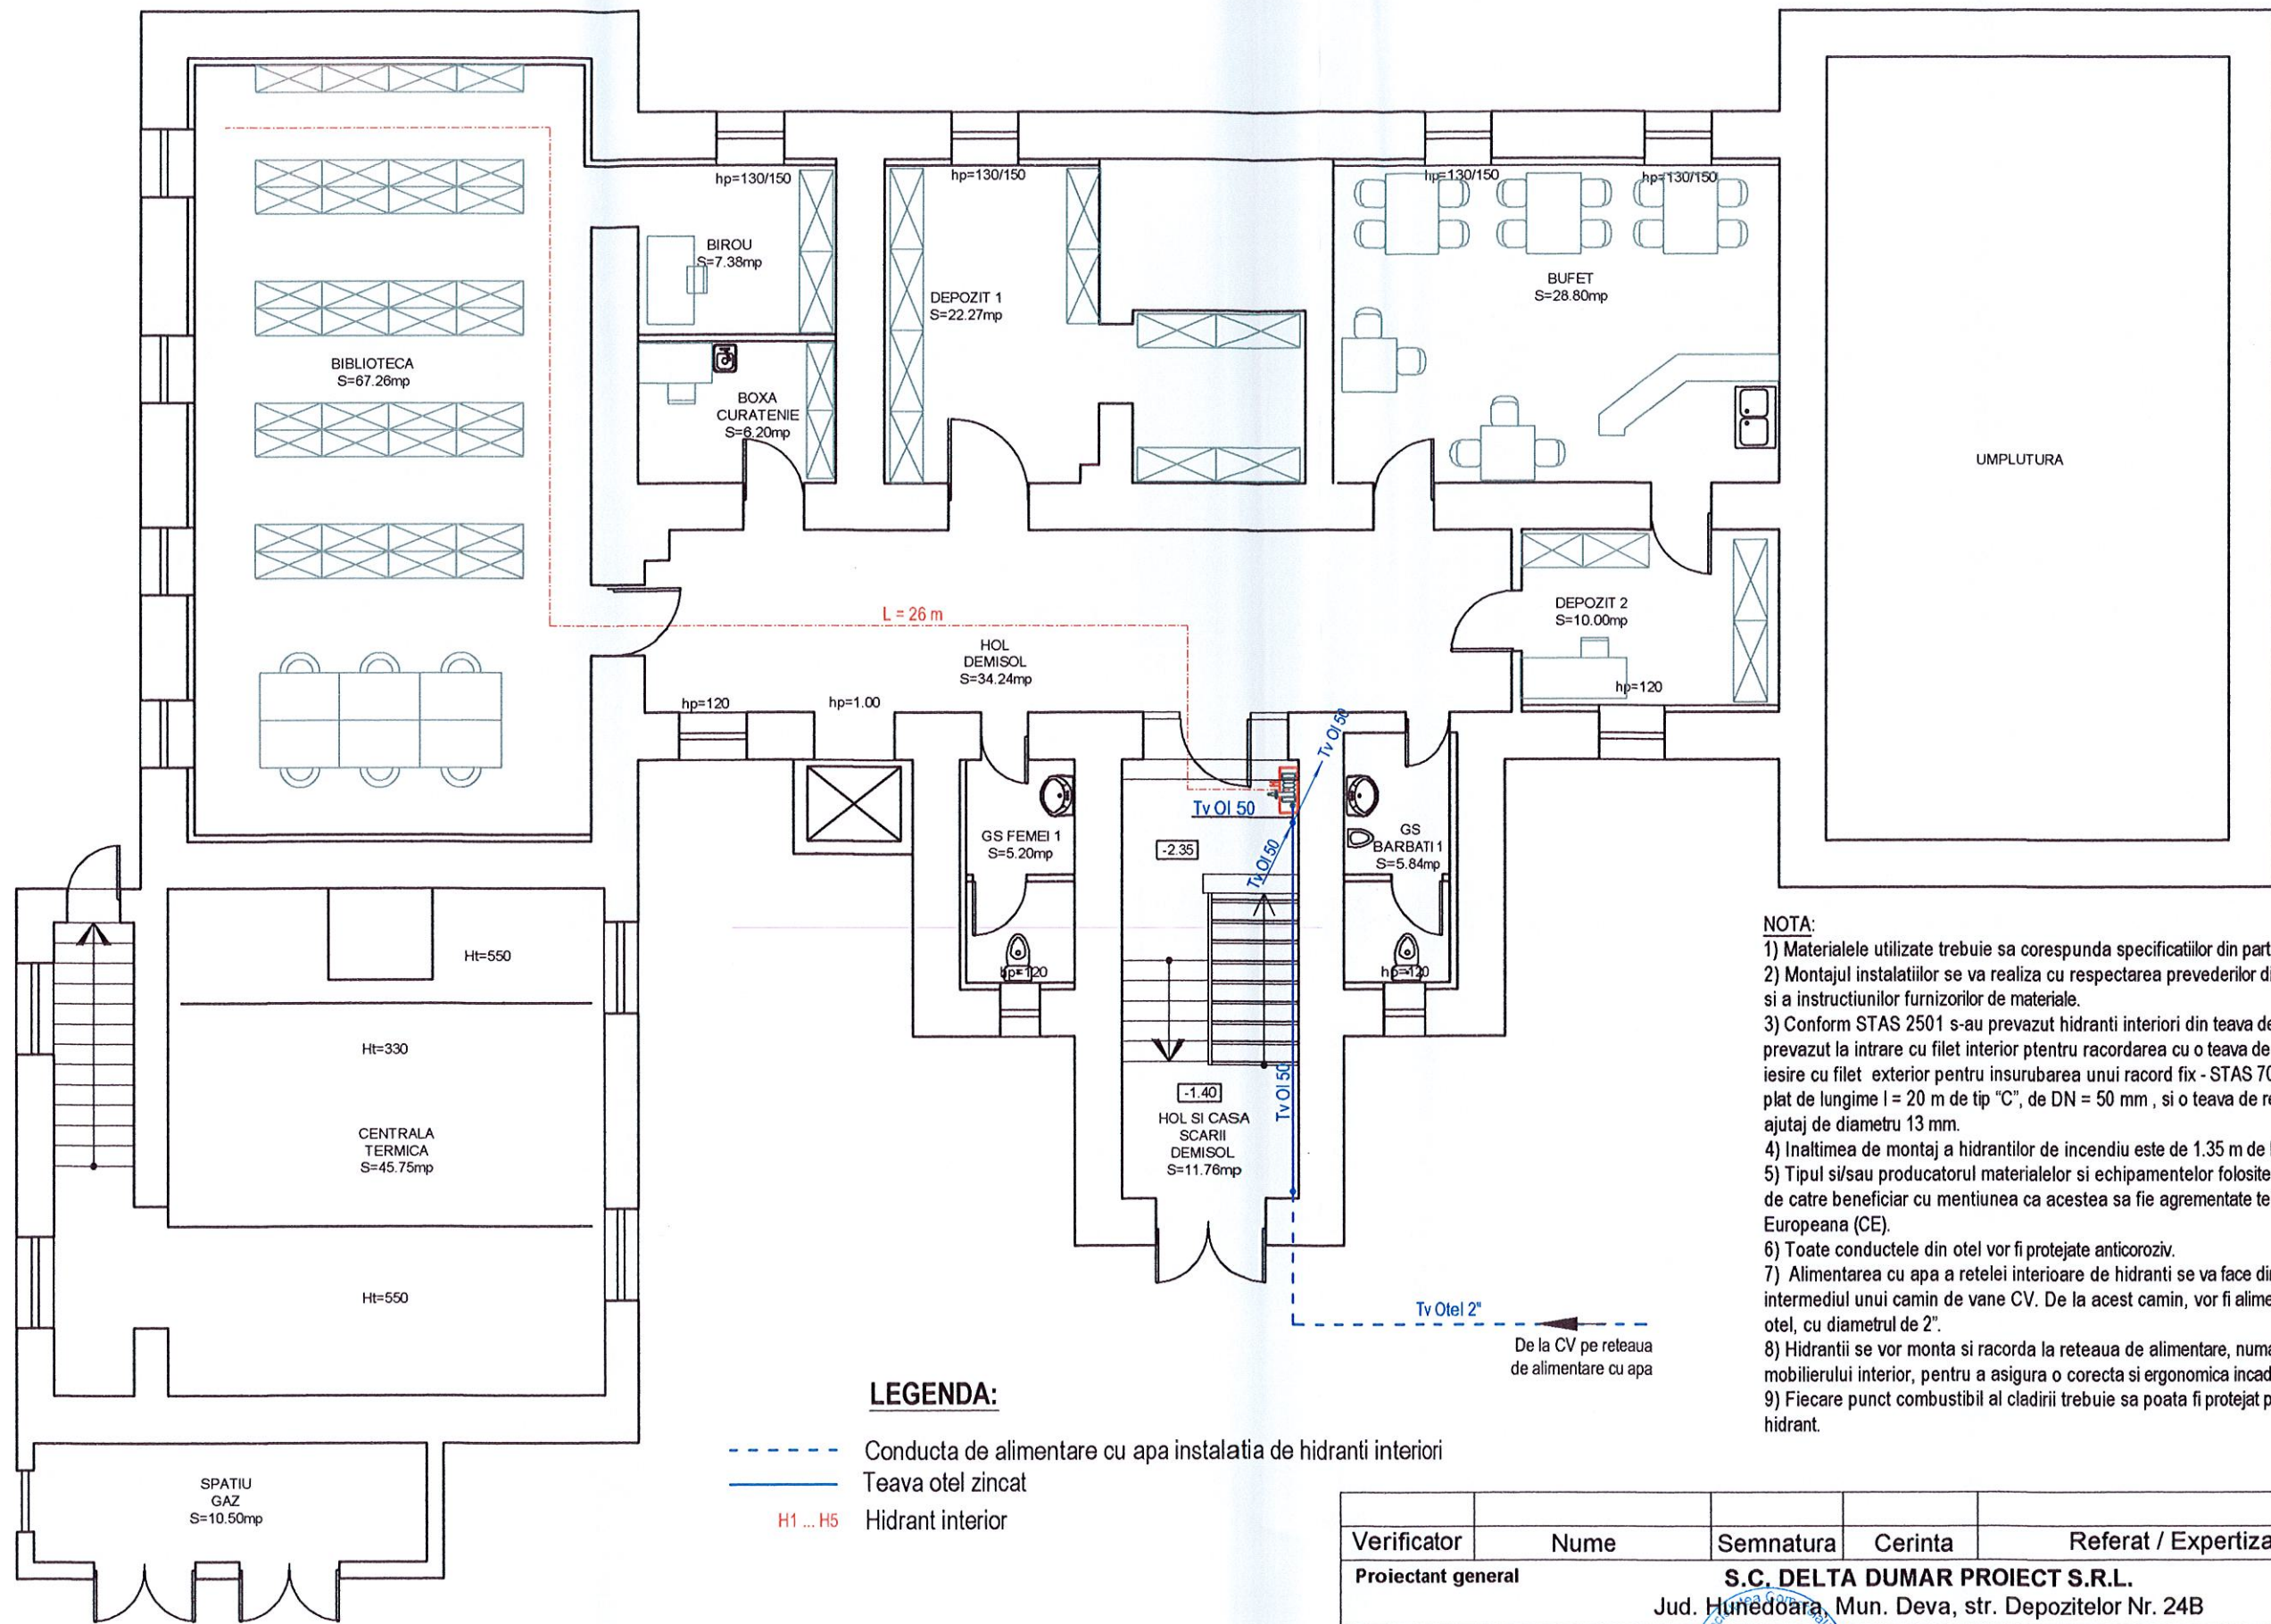 hp=130/150
hp=130/150
hp=130/150
hp=130/150
BIROU
S=7.38mp
DEPOZIT 1
S=22.27mp
BUFET
S=28.80mp
BIBLIOTECA
S=67.26mp
BOXA
CURATENIE
S=6.20mp
UMPLUTURA
L = 26 m
HOL
DEMISOL
S=34.24mp
DEPOZIT 2
S=10.00mp
hp=120
hp=120
hp=1.00
Tv Ol 50
Tv Ol 50
Tv Ol 50
GS FEMEI 1
S=5.20mp
-2.35
GS
BARBATI 1
S=5.84mp
hp=120
hp=120
Ht=550
Ht=330
CENTRALA
TERMICA
S=45.75mp
Ht=550
-1.40
HOL SI CASA
SCARII
DEMISOL
S=11.76mp
Tv Ol 50
Tv Otel 2"
De la CV pe reteaua
de alimentare cu apa
SPATIU
GAZ
S=10.50mp
NOTA:
1) Materialele utilizate trebuie sa corespunda specificatiilor din part
2) Montajul instalatiilor se va realiza cu respectarea prevederilor di
si a instructiunilor furnizorilor de materiale.
3) Conform STAS 2501 s-au prevazut hidranti interiori din teava de
prevazut la intrare cu filet interior ptentru racordarea cu o teava de
iesire cu filet exterior pentru insurubarea unui racord fix - STAS 70
plat de lungime l = 20 m de tip “C”, de DN = 50 mm , si o teava de re
ajutaj de diametru 13 mm.
4) Inaltimea de montaj a hidrantilor de incendiu este de 1.35 m de
5) Tipul si/sau producatorul materialelor si echipamentelor folosite
de catre beneficiar cu mentiunea ca acestea sa fie agrementate te
Europeana (CE).
6) Toate conductele din otel vor fi protejate anticoroziv.
7) Alimentarea cu apa a retelei interioare de hidranti se va face din
intermediul unui camin de vane CV. De la acest camin, vor fi alime
otel, cu diametrul de 2”.
8) Hidrantii se vor monta si racorda la reteaua de alimentare, numa
mobilierului interior, pentru a asigura o corecta si ergonomica incad
9) Fiecare punct combustibil al cladirii trebuie sa poata fi protejat p
hidrant.
LEGENDA:
Conducta de alimentare cu apa instalatia de hidranti interiori
Teava otel zincat
H1 ... H5 Hidrant interior
Verificator Nume Semnatura Cerinta Referat / Expertiza
Proiectant general
S.C. DELTA DUMAR PROIECT S.R.L.
Jud. Hunedoara, Mun. Deva, str. Depozitelor Nr. 24B